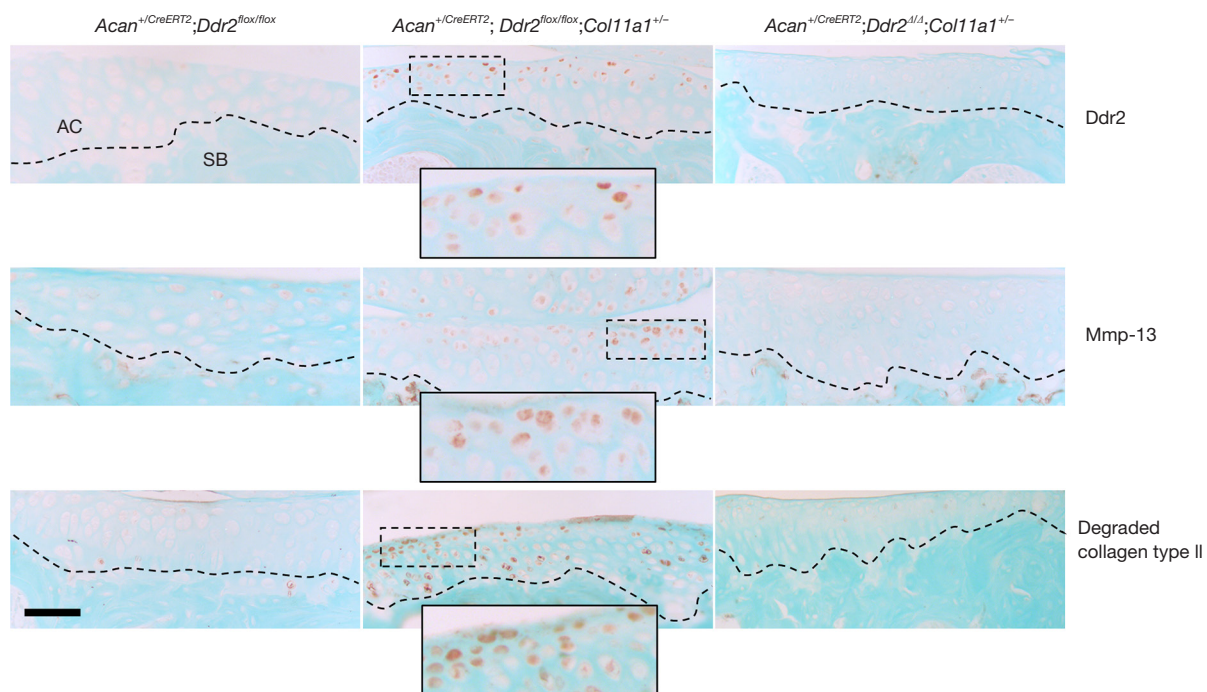 Acan+/CreERT2;Ddr2flox/flox
Acan+/CreERT2; Ddr2flox/flox;Col11a1+/–
Acan+/CreERT2;Ddr2Δ/Δ;Col11a1+/–
AC
SB
Ddr2
Mmp-13
Degraded
collagen type II